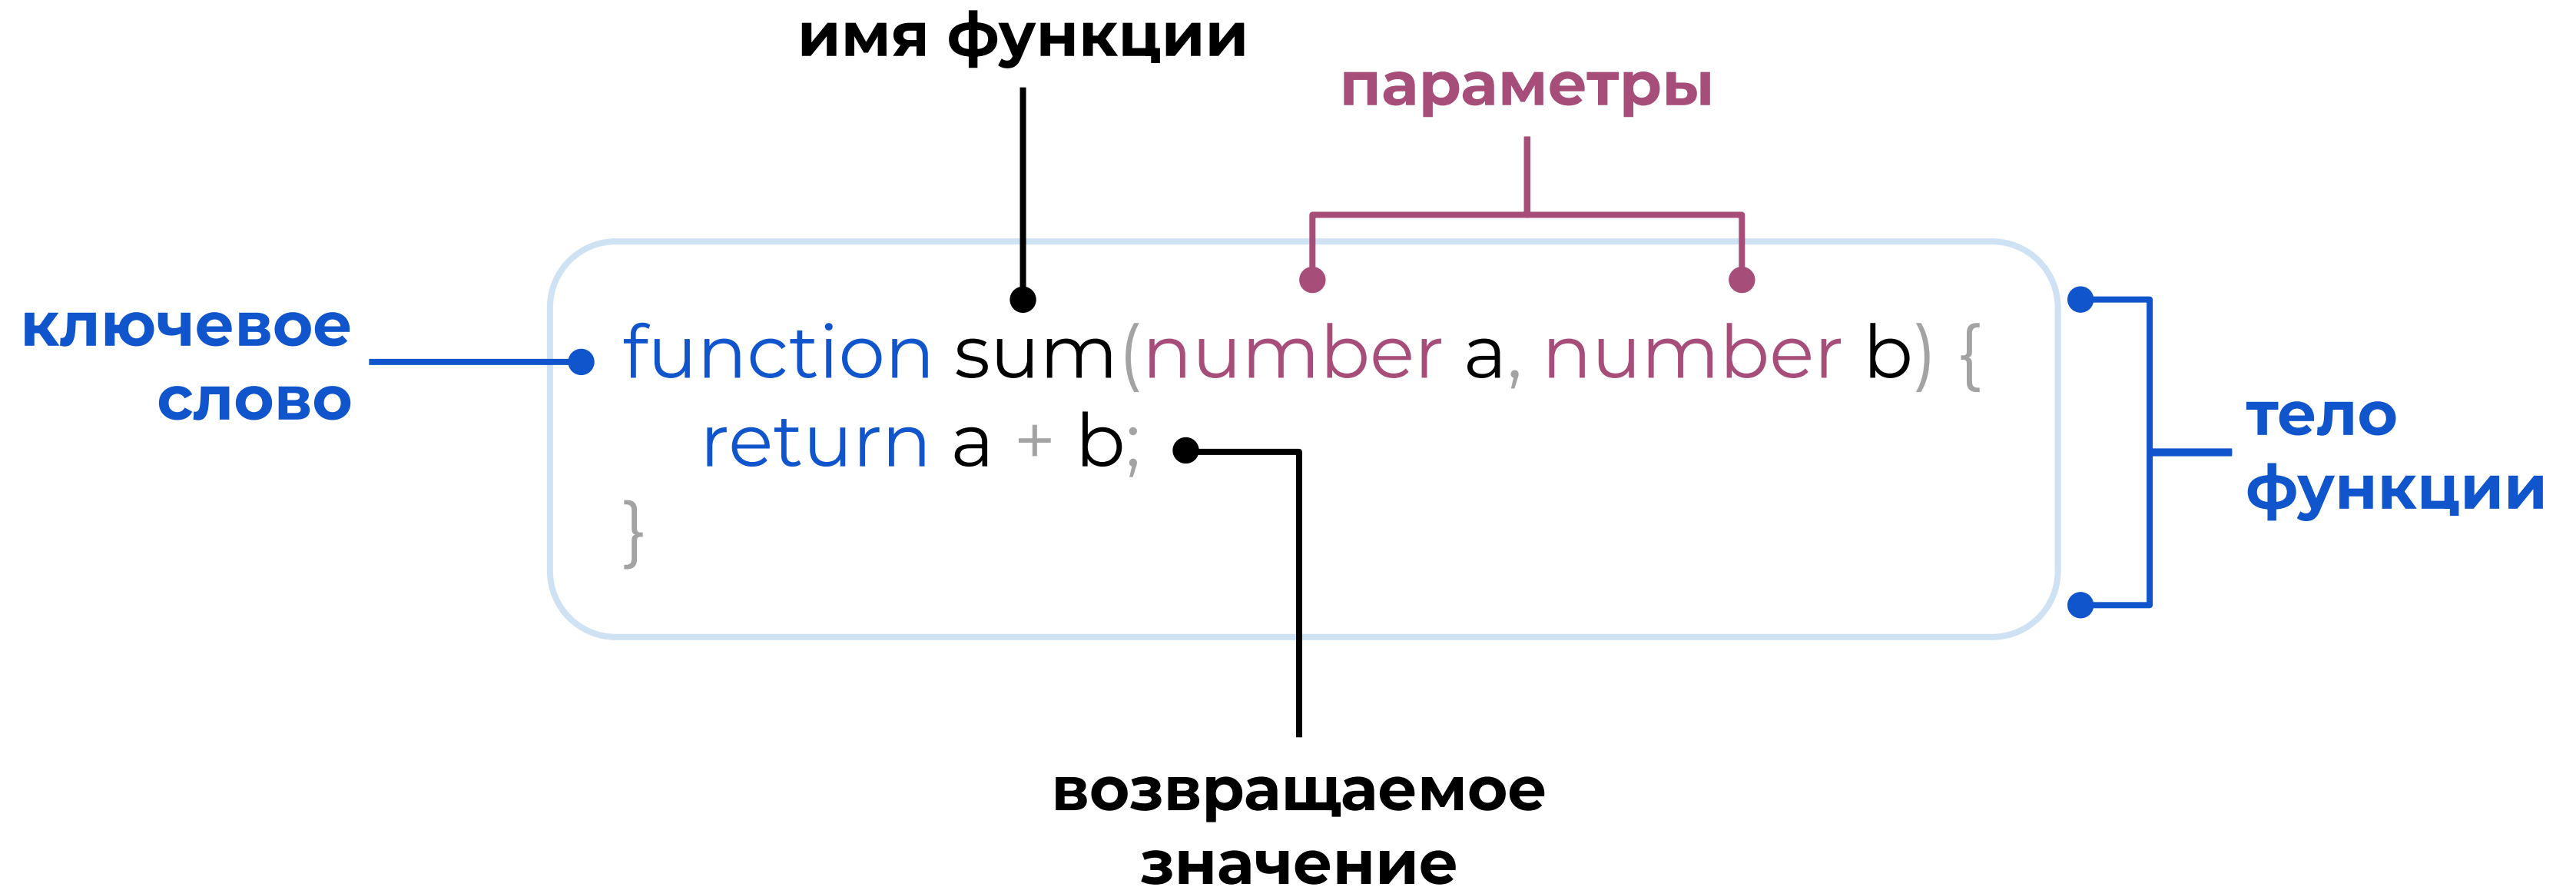 имя функции
параметры
ключевое
слово
function sum(number a, number b) {
return a + b;
}
тело
функции
возвращаемое
значение